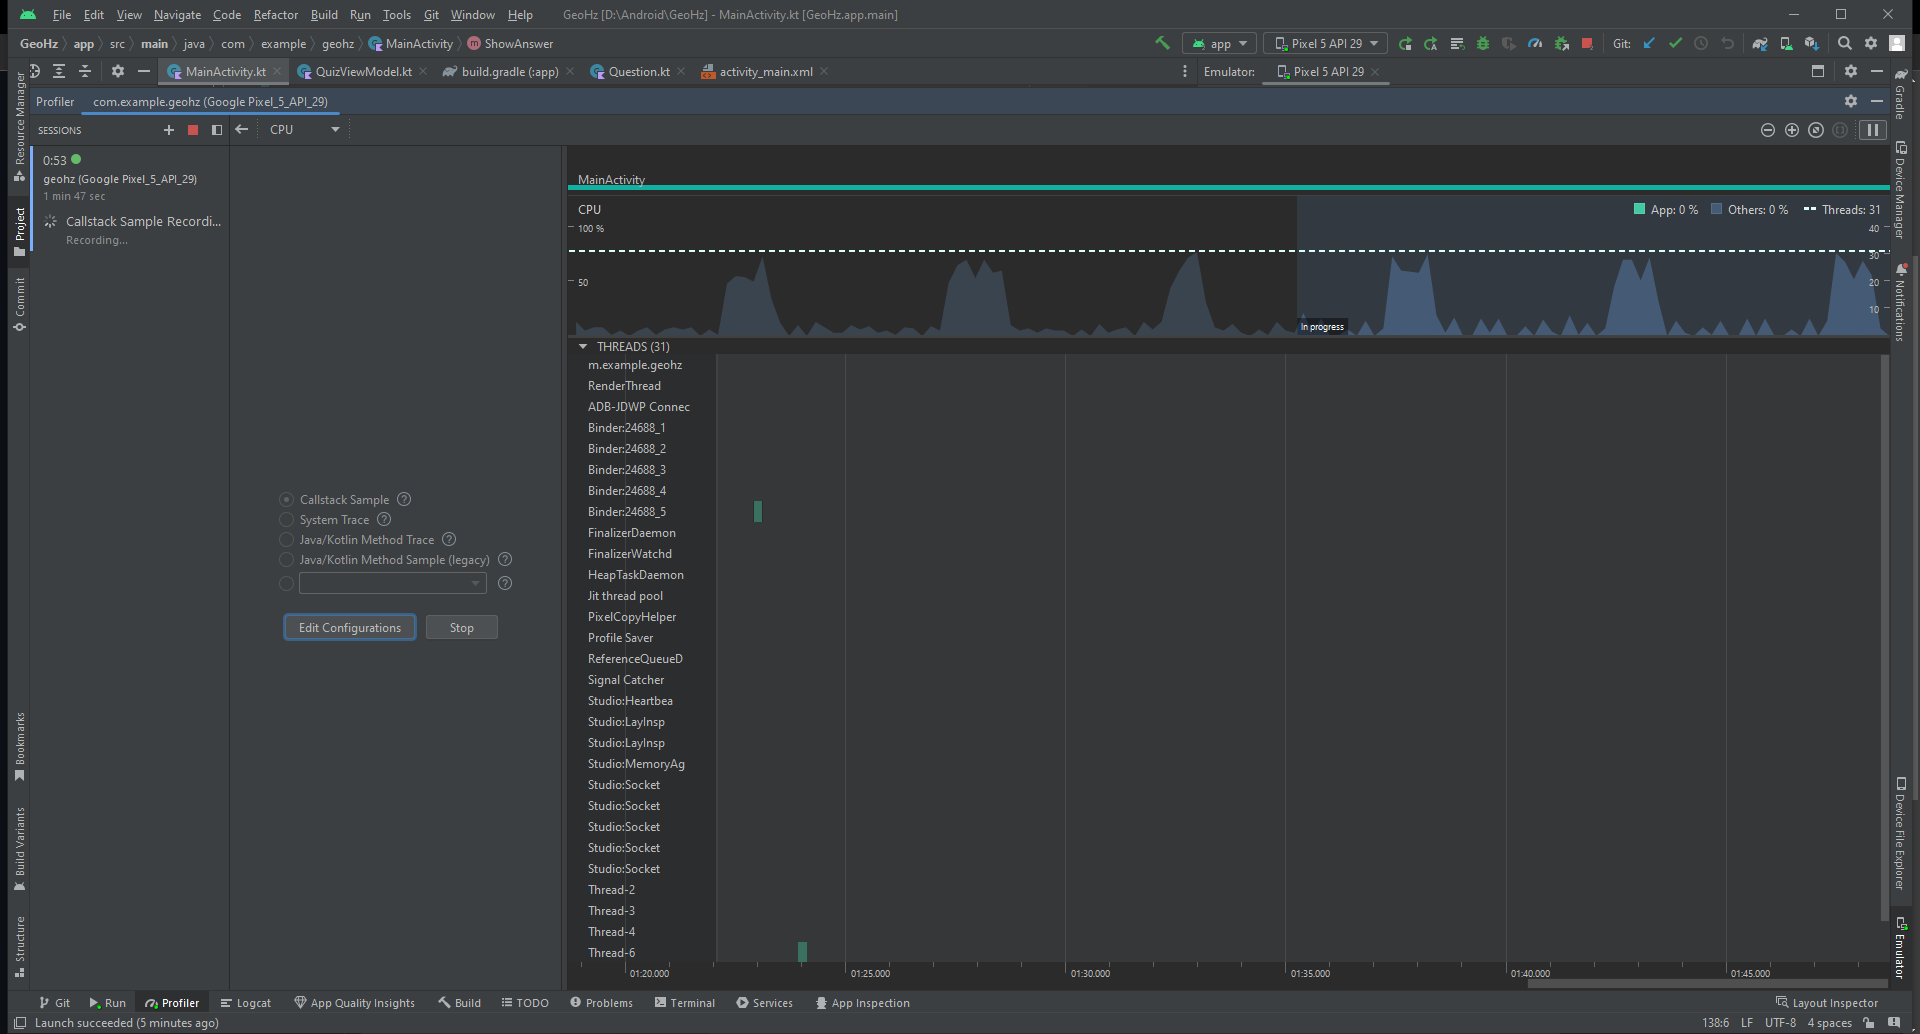 File Edit View Navigate Code Refactor Build Run Tools Git Window Help GeoHz [D:\Android\GeoHz] - MainActivity.kt [GeoHz.app.main]
GeoHz app src main java com example geohz MainActivity ShowAnswer app Pixel 5 API 29 Git:
MainActivity.kt QuizViewModel.kt build.gradle (:app) Question.kt activity_main.xml Emulator: Pixel 5 API 29
Profiler com.example.geohz (Google Pixel_5_API_29)
SESSIONS CPU
0:53
geohz (Google Pixel_5_API_29)
1 min 47 sec
Callstack Sample Recordi...
Recording...
Resource Manager
Project
Commit
Bookmarks
Build Variants
Structure
Callstack Sample
System Trace
Java/Kotlin Method Trace
Java/Kotlin Method Sample (legacy)
Edit Configurations Stop
MainActivity
CPU App: 0 % Others: 0 % Threads: 31
100 % 40
30
50 20
10
In progress
THREADS (31)
m.example.geohz
RenderThread
ADB-JDWP Connec
Binder:24688_1
Binder:24688_2
Binder:24688_3
Binder:24688_4
Binder:24688_5
FinalizerDaemon
FinalizerWatchd
HeapTaskDaemon
Jit thread pool
PixelCopyHelper
Profile Saver
ReferenceQueueD
Signal Catcher
Studio:Heartbea
Studio:LayInsp
Studio:LayInsp
Studio:MemoryAg
Studio:Socket
Studio:Socket
Studio:Socket
Studio:Socket
Studio:Socket
Thread-2
Thread-3
Thread-4
Thread-6
01:20.000 01:25.000 01:30.000 01:35.000 01:40.000 01:45.000
Gradle
Device Manager
Notifications
Device File Explorer
Emulator
Git Run Profiler Logcat App Quality Insights Build TODO Problems Terminal Services App Inspection Layout Inspector
Launch succeeded (5 minutes ago) 138:6 LF UTF-8 4 spaces